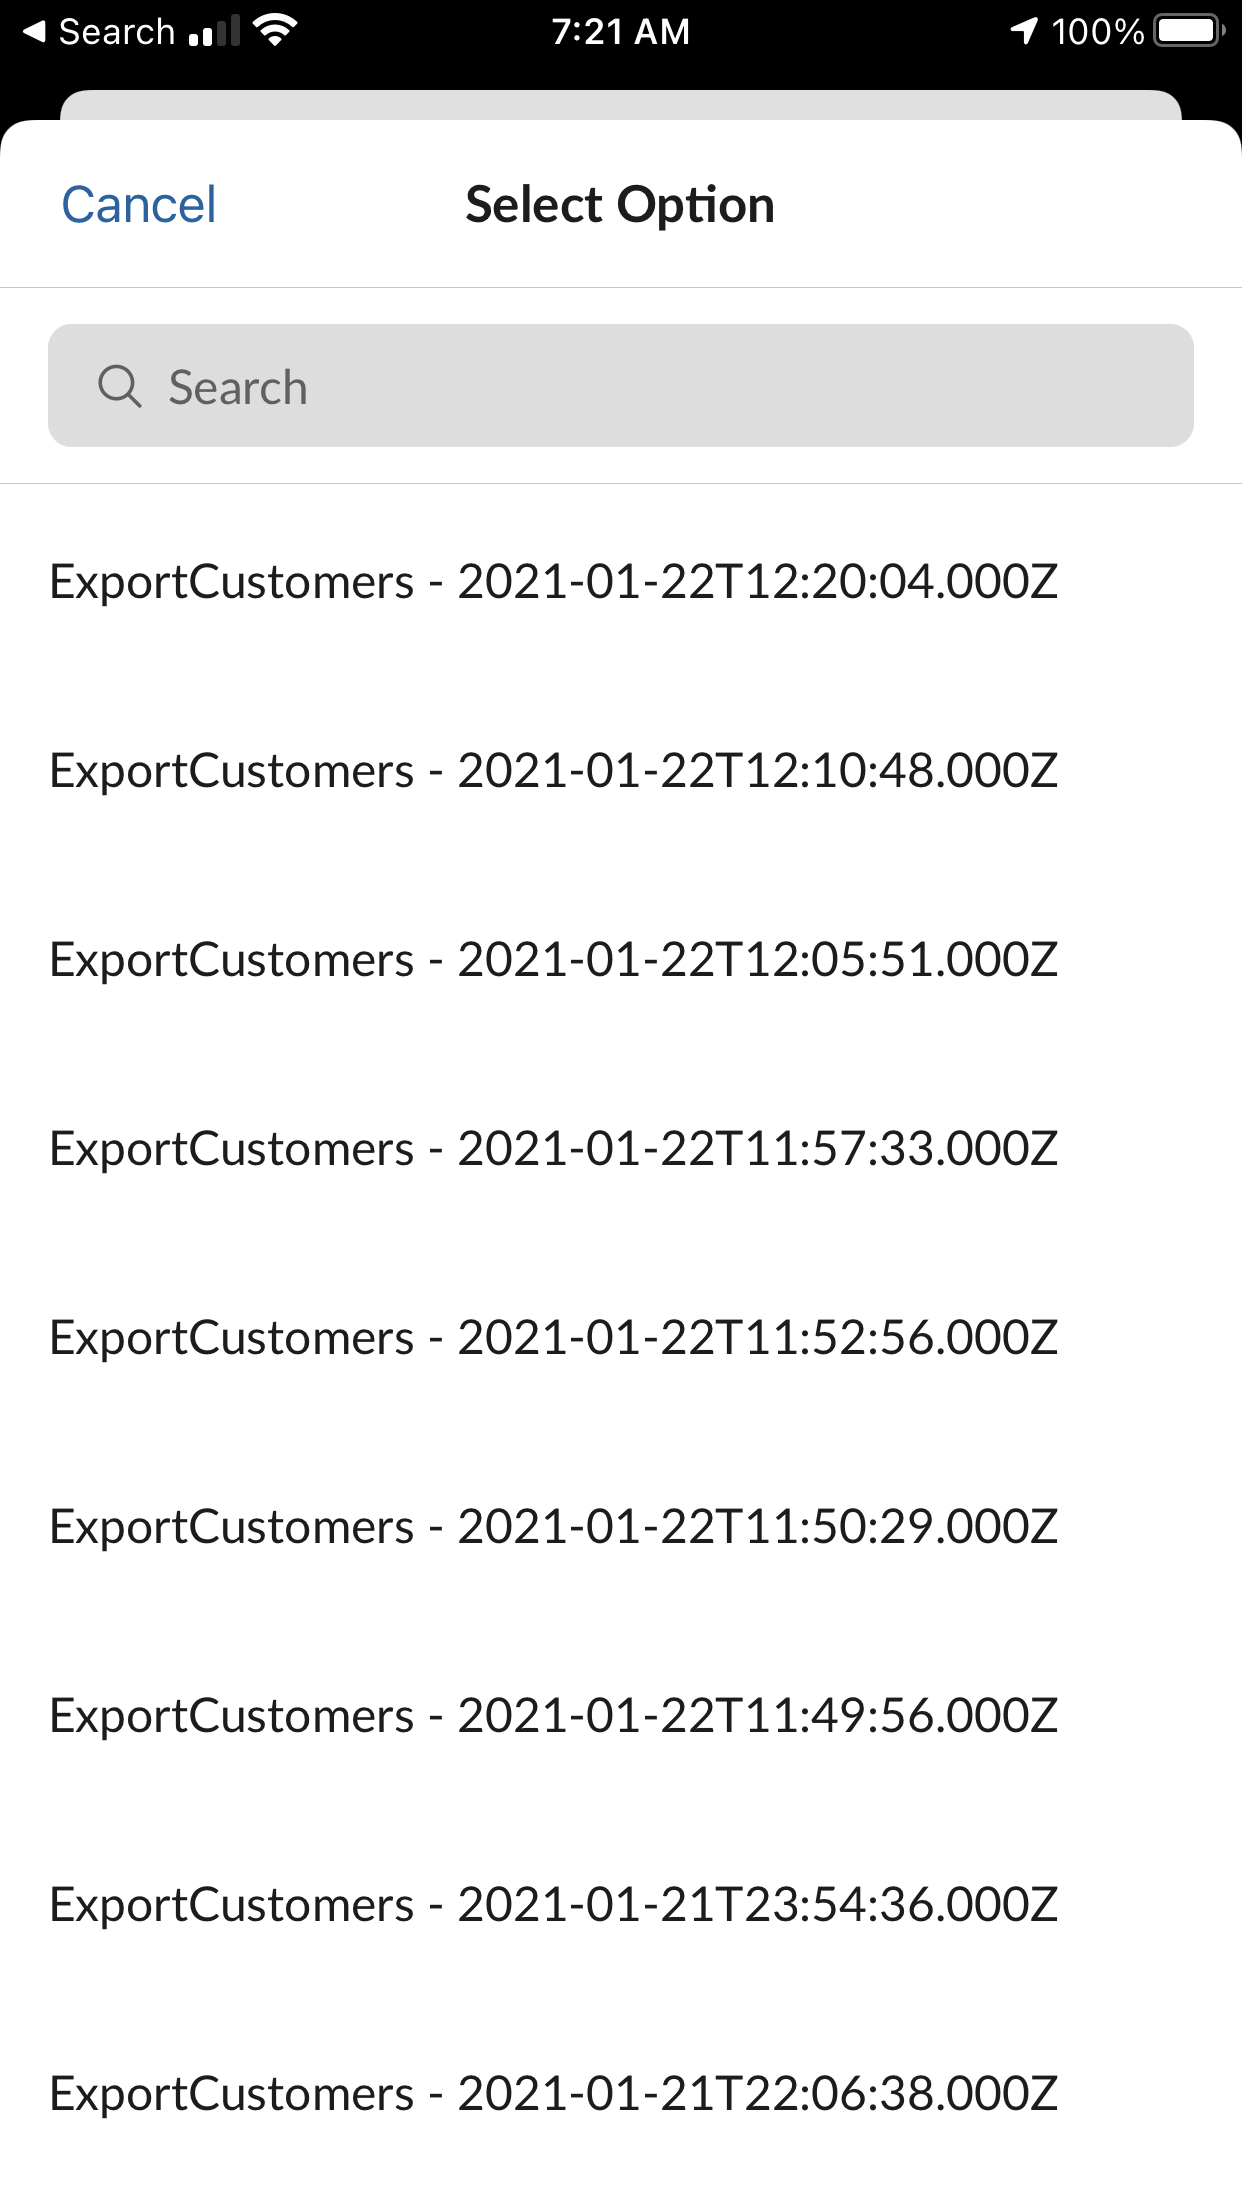 Search
7:21 AM
100%
Cancel
Select Option
Search
ExportCustomers - 2021-01-22T12:20:04.000Z
ExportCustomers - 2021-01-22T12:10:48.000Z
ExportCustomers - 2021-01-22T12:05:51.000Z
ExportCustomers - 2021-01-22T11:57:33.000Z
ExportCustomers - 2021-01-22T11:52:56.000Z
ExportCustomers - 2021-01-22T11:50:29.000Z
ExportCustomers - 2021-01-22T11:49:56.000Z
ExportCustomers - 2021-01-21T23:54:36.000Z
ExportCustomers - 2021-01-21T22:06:38.000Z